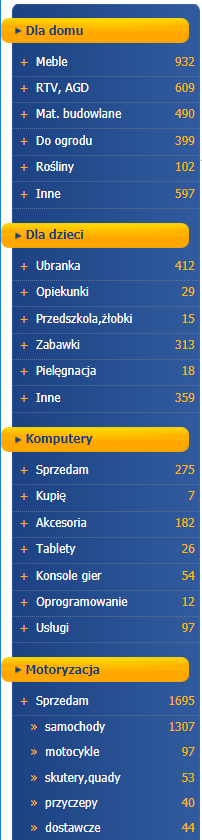 Dla domu
+ Meble 932
+ RTV, AGD 609
+ Mat. budowlane 490
+ Do ogrodu 399
+ Rośliny 102
+ Inne 597
Dla dzieci
+ Ubranka 412
+ Opiekunki 29
+ Przedszkola,żłobki 15
+ Zabawki 313
+ Pielęgnacja 18
+ Inne 359
Komputery
+ Sprzedam 275
+ Kupię 7
+ Akcesoria 182
+ Tablety 26
+ Konsole gier 54
+ Oprogramowanie 12
+ Usługi 97
Motoryzacja
+ Sprzedam 1695
» samochody 1307
» motocykle 97
» skutery,quady 53
» przyczepy 40
» dostawcze 44